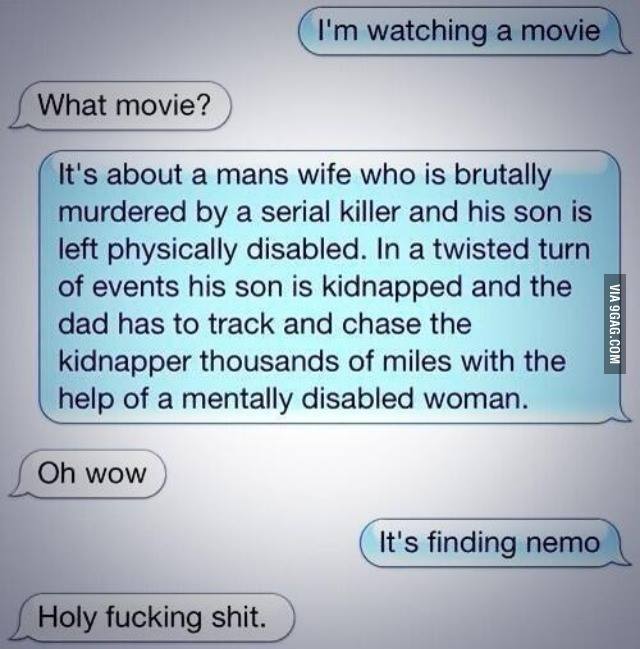 I'm watching a movie
What movie?
It's about a mans wife who is brutally
murdered by a serial killer and his son is
left physically disabled. In a twisted turn
of events his son is kidnapped and the
dad has to track and chase the
kidnapper thousands of miles with the
help of a mentally disabled woman.
VIA 9GAG.COM
Oh wow
It's finding nemo
Holy fucking shit.